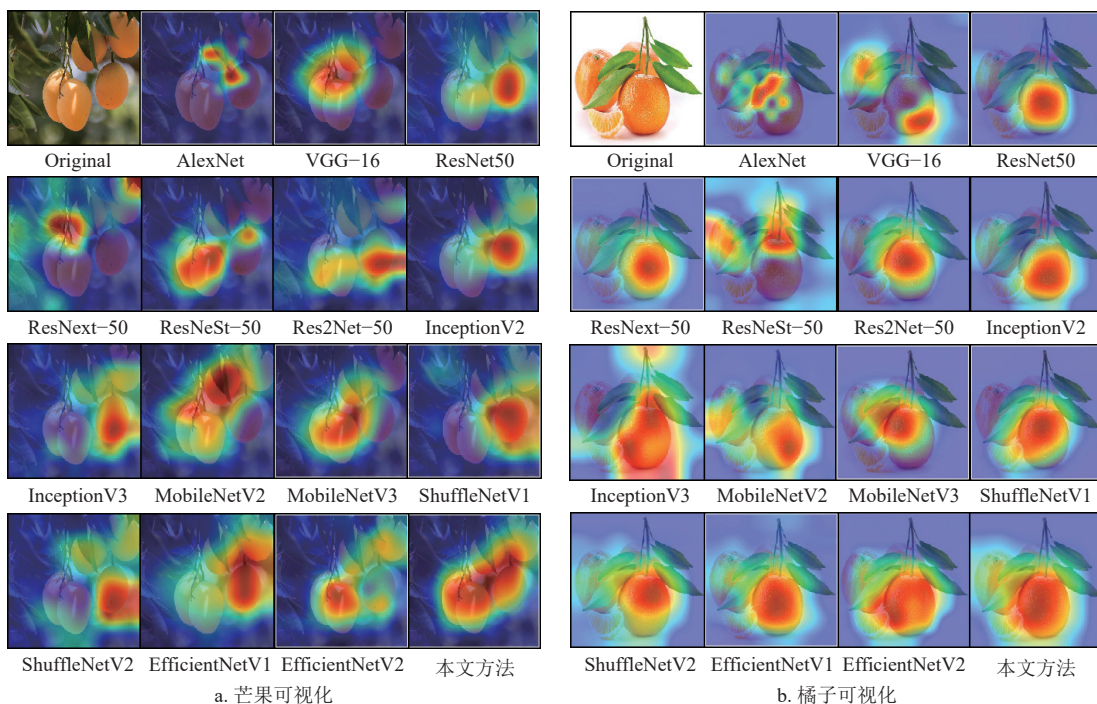 Original AlexNet VGG-16 ResNet50
ResNext-50 ResNeSt-50 Res2Net-50 InceptionV2
InceptionV3 MobileNetV2 MobileNetV3 ShuffleNetV1
ShuffleNetV2 EfficientNetV1 EfficientNetV2 本文方法
a. 芒果可视化
Original AlexNet VGG-16 ResNet50
ResNext-50 ResNeSt-50 Res2Net-50 InceptionV2
InceptionV3 MobileNetV2 MobileNetV3 ShuffleNetV1
ShuffleNetV2 EfficientNetV1 EfficientNetV2 本文方法
b. 橘子可视化